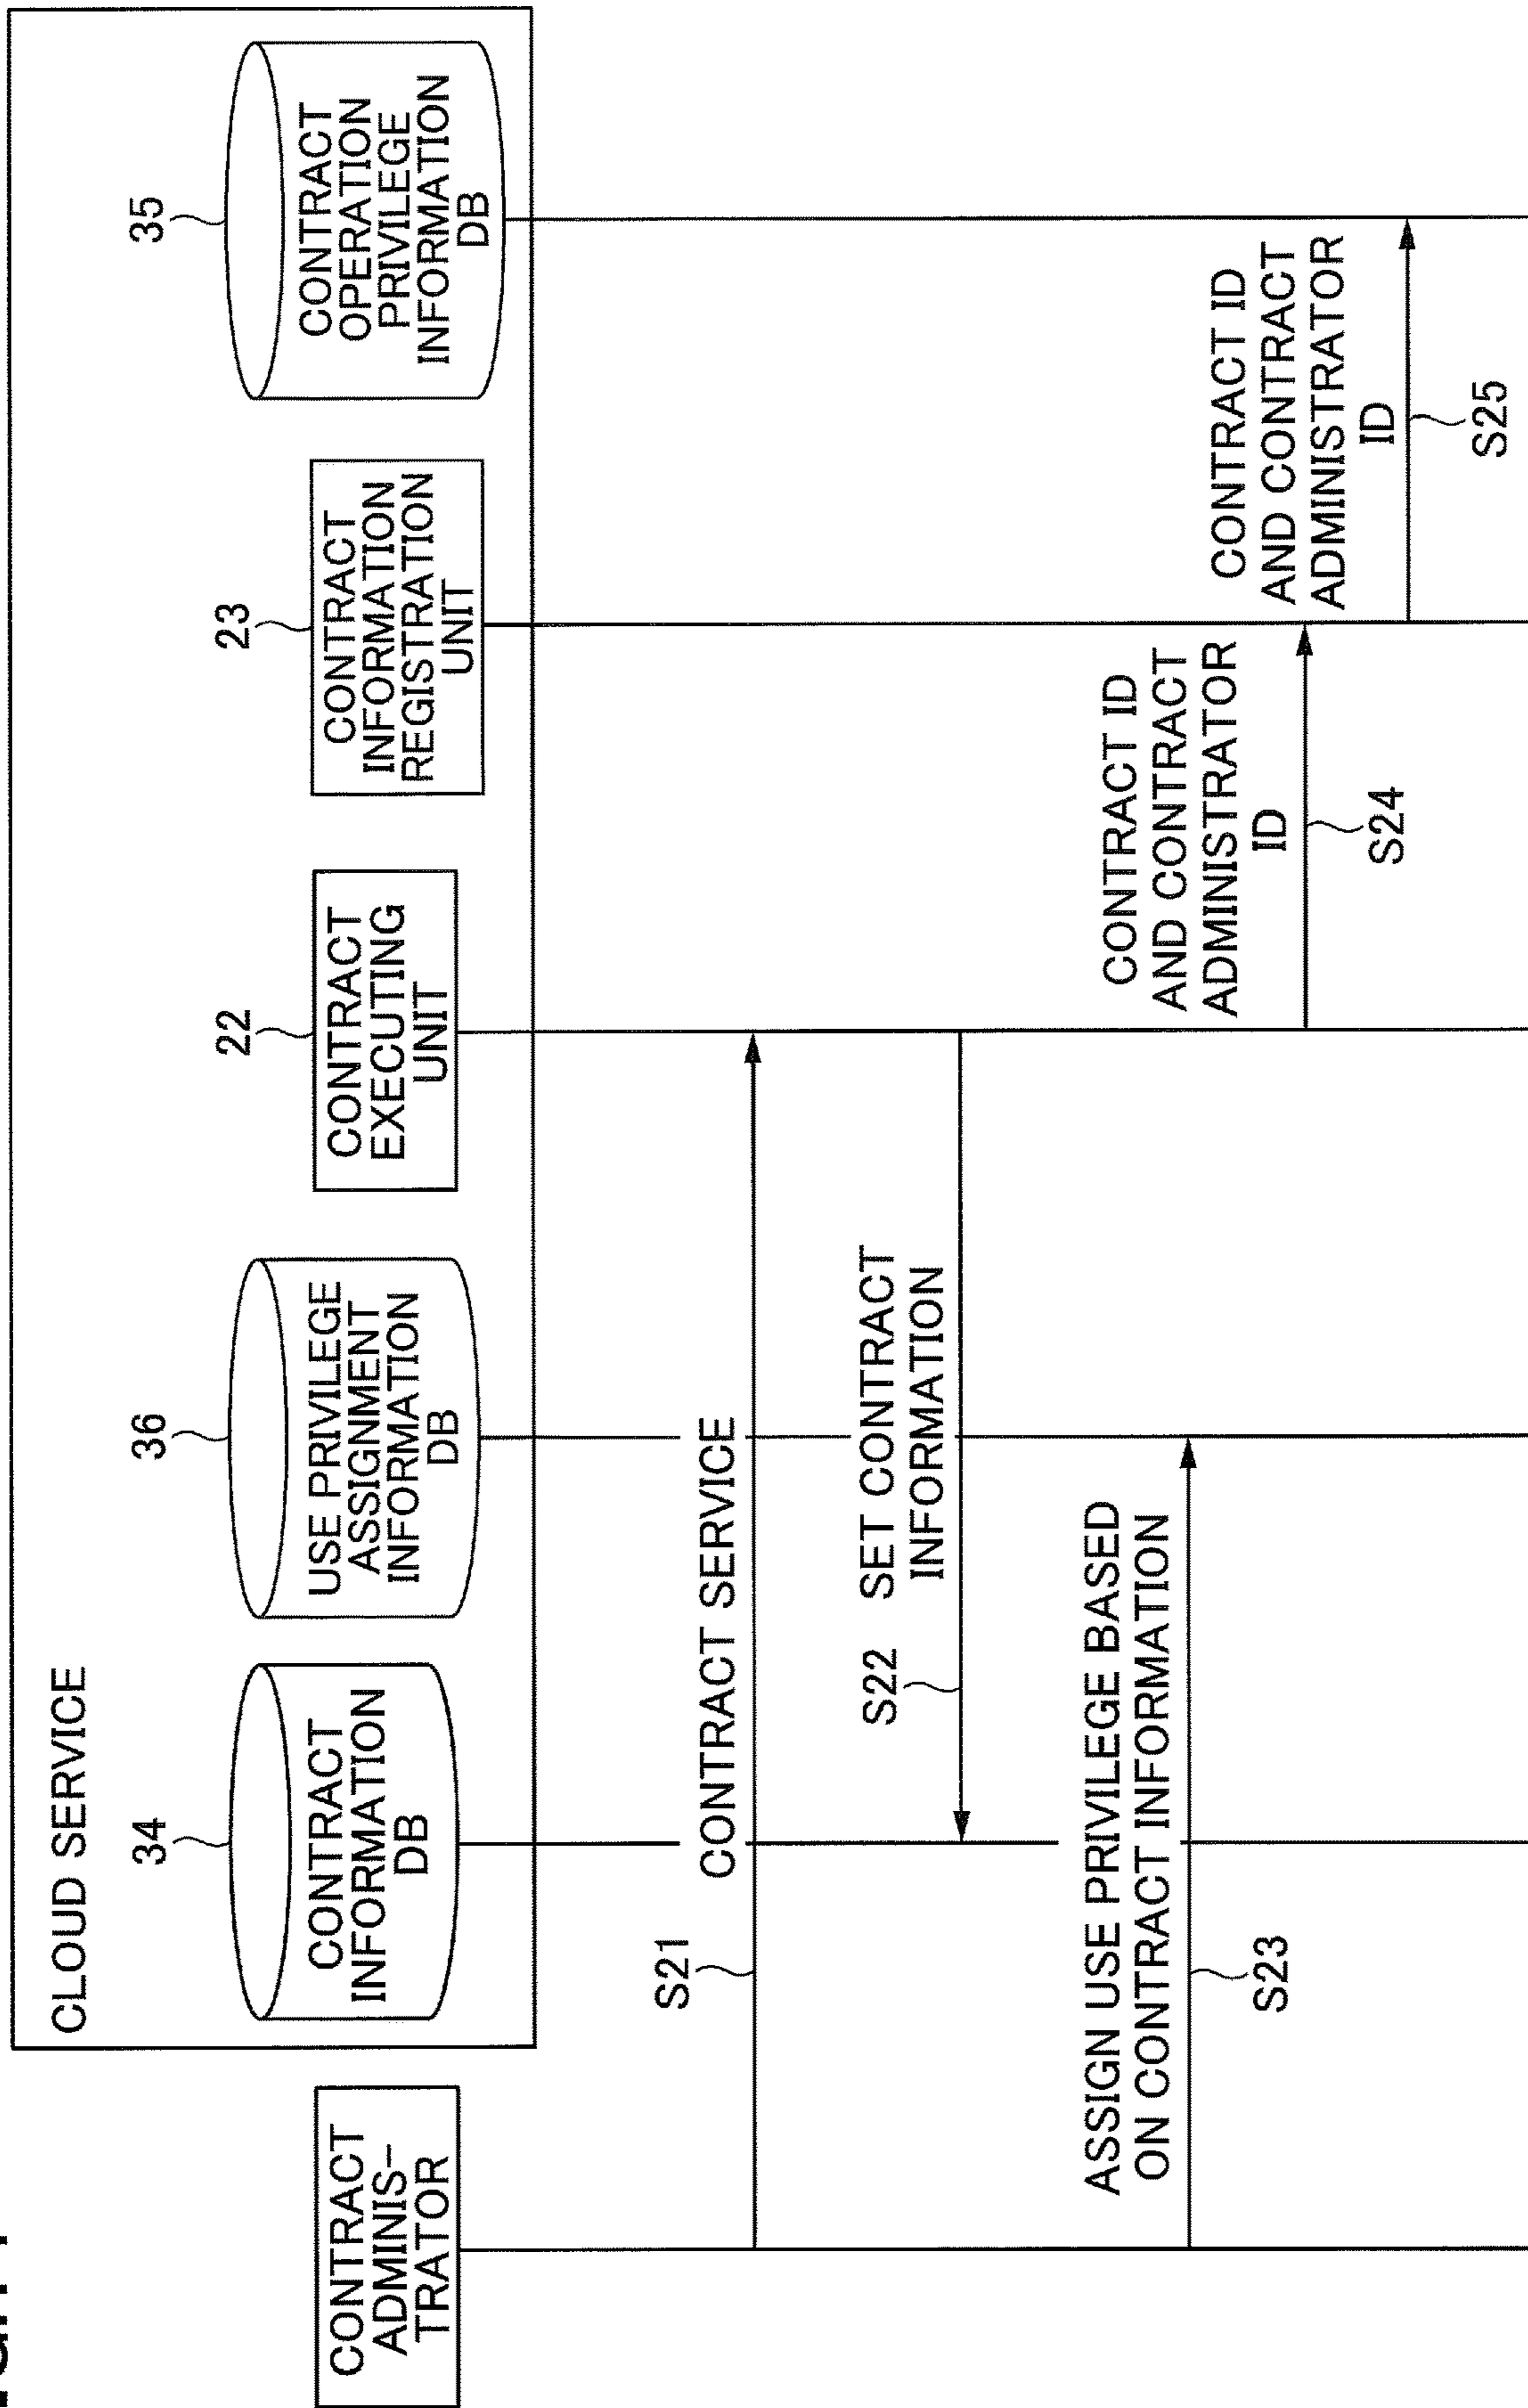 CLOUD SERVICE
34
36
22
23
35
CONTRACT
ADMINIS-
TRATOR
CONTRACT
INFORMATION
DB
USE PRIVILEGE
ASSIGNMENT
INFORMATION
DB
CONTRACT
EXECUTING
UNIT
CONTRACT
INFORMATION
REGISTRATION
UNIT
CONTRACT
OPERATION
PRIVILEGE
INFORMATION
DB
S21
CONTRACT SERVICE
S22
SET CONTRACT
INFORMATION
ASSIGN USE PRIVILEGE BASED
ON CONTRACT INFORMATION
S23
CONTRACT ID
AND CONTRACT
ADMINISTRATOR
ID
S24
CONTRACT ID
AND CONTRACT
ADMINISTRATOR
ID
S25